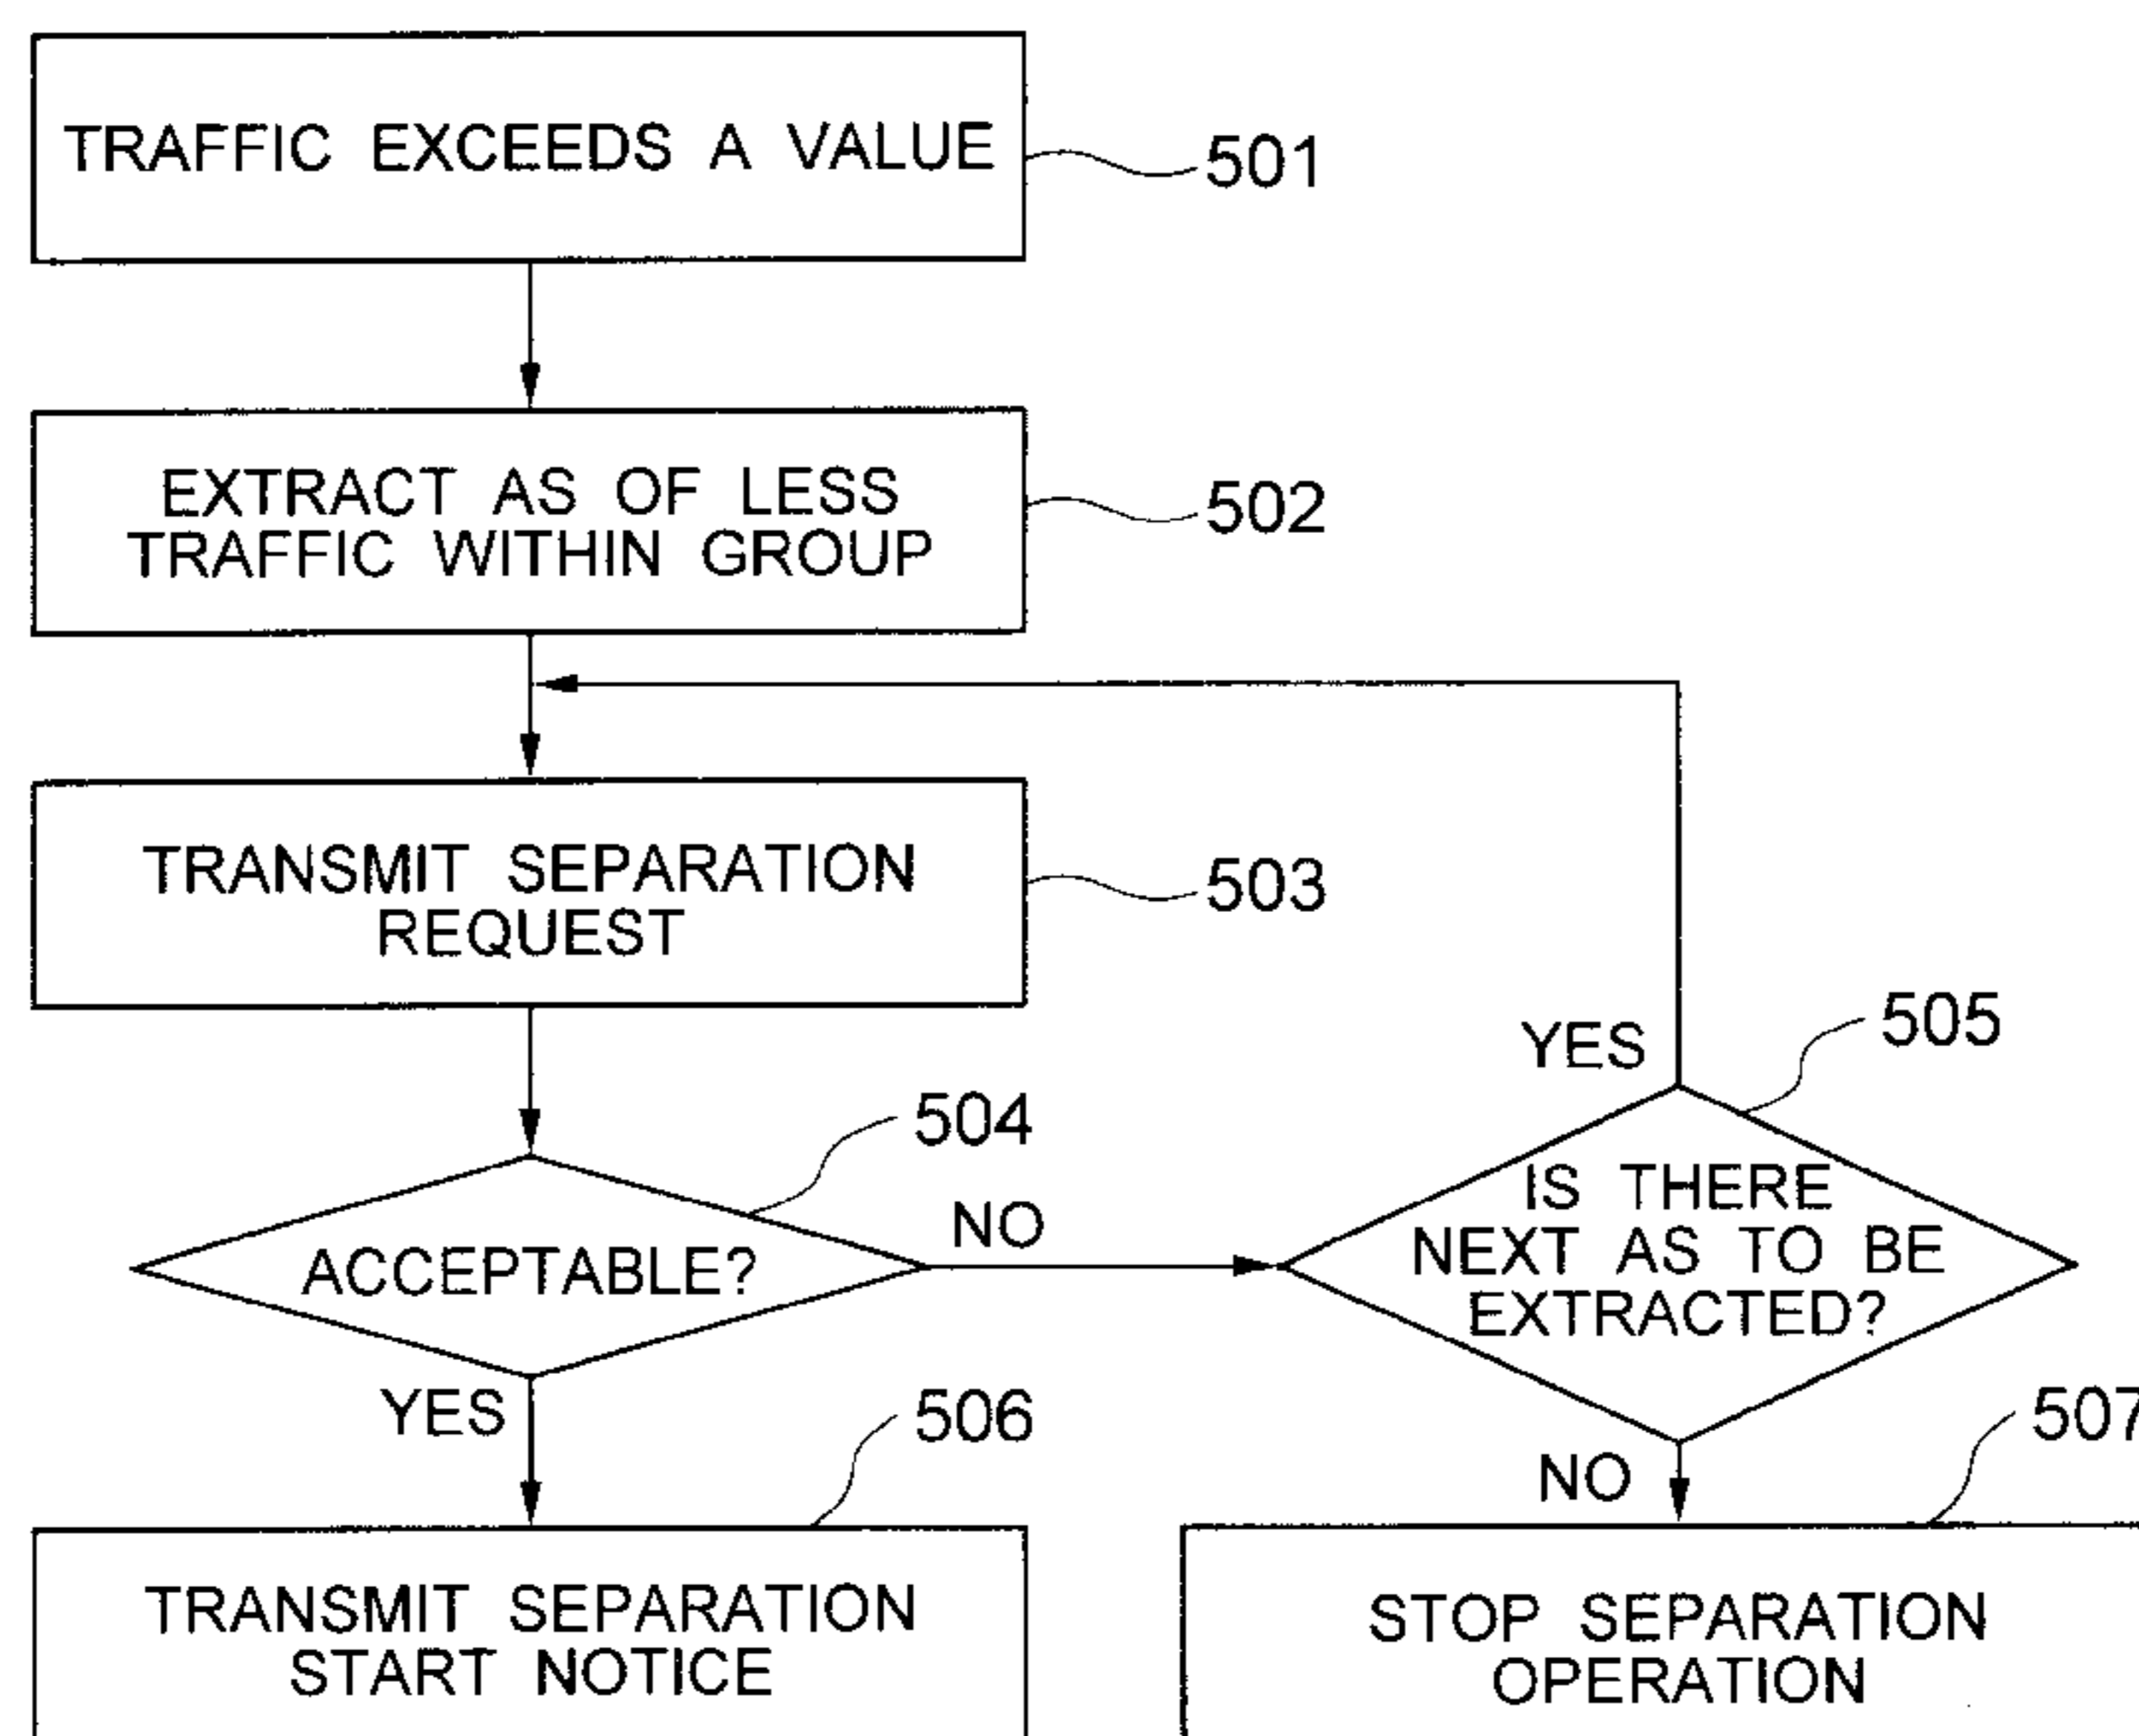 TRAFFIC EXCEEDS A VALUE
501
EXTRACT AS OF LESS
TRAFFIC WITHIN GROUP
502
TRANSMIT SEPARATION
REQUEST
503
504
ACCEPTABLE?
NO
YES
505
YES
IS THERE
NEXT AS TO BE
EXTRACTED?
NO
506
TRANSMIT SEPARATION
START NOTICE
507
STOP SEPARATION
OPERATION